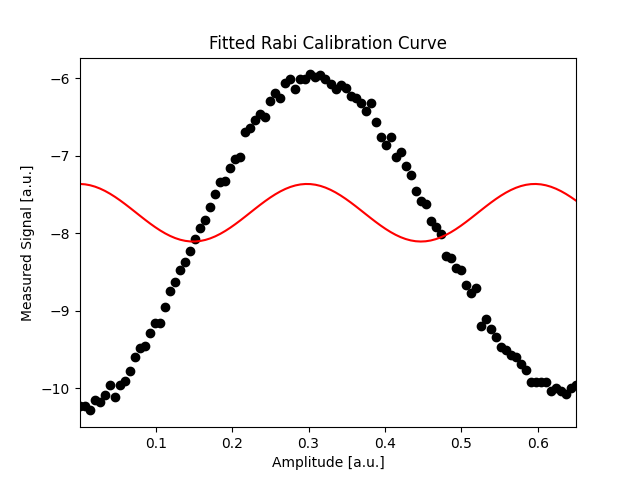 Fitted Rabi Calibration Curve
Measured Signal [a.u.]
−6
−7
−8
−9
−10
0.1 0.2 0.3 0.4 0.5 0.6
Amplitude [a.u.]